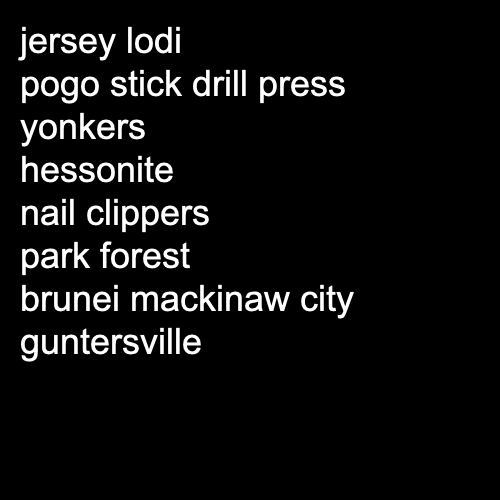 jersey lodi
pogo stick drill press
yonkers
hessonite
nail clippers
park forest
brunei mackinaw city
guntersville